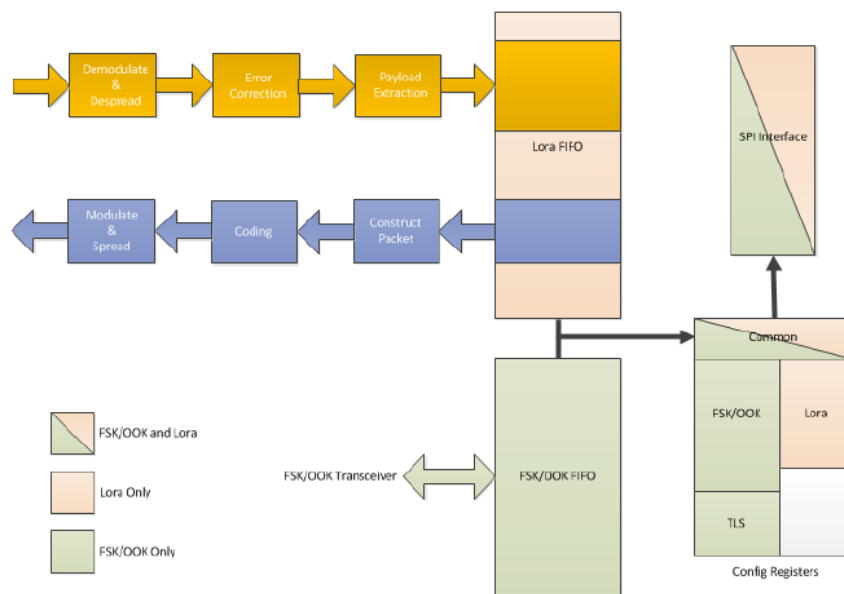 Demodulate
&
Despread
Error
Correction
Payload
Extraction
Lora FIFO
SPI Interface
Modulate
&
Spread
Coding
Construct
Packet
Common
FSK/OOK
Lora
TLS
Config Registers
FSK/OOK Transceiver
FSK/DOK FIFO
FSK/OOK and Lora
Lora Only
FSK/OOK Only